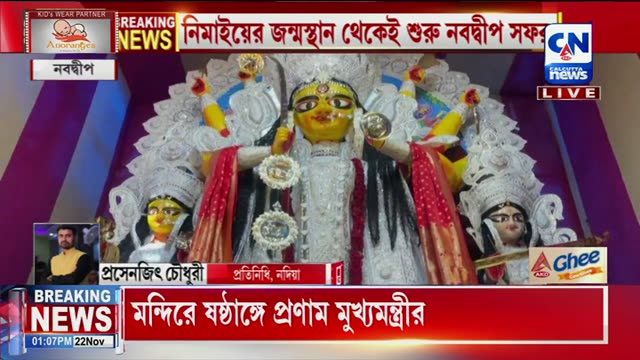 KID's WEAR PARTNER
Aooranges
BREAKING
NEWS
নিমাইয়ের জন্মস্থান থেকেই শুরু নবদ্বীপ সফর
নবদ্বীপ
CN
CALCUTTA
NEWS
LIVE
প্রসেনজিৎ চৌধুরী
প্রতিনিধি, নদিয়া
Ghee
BREAKING
NEWS
01:07PM 22Nov
মন্দিরে ষষ্ঠাঙ্গে প্রণাম মুখ্যমন্ত্রীর